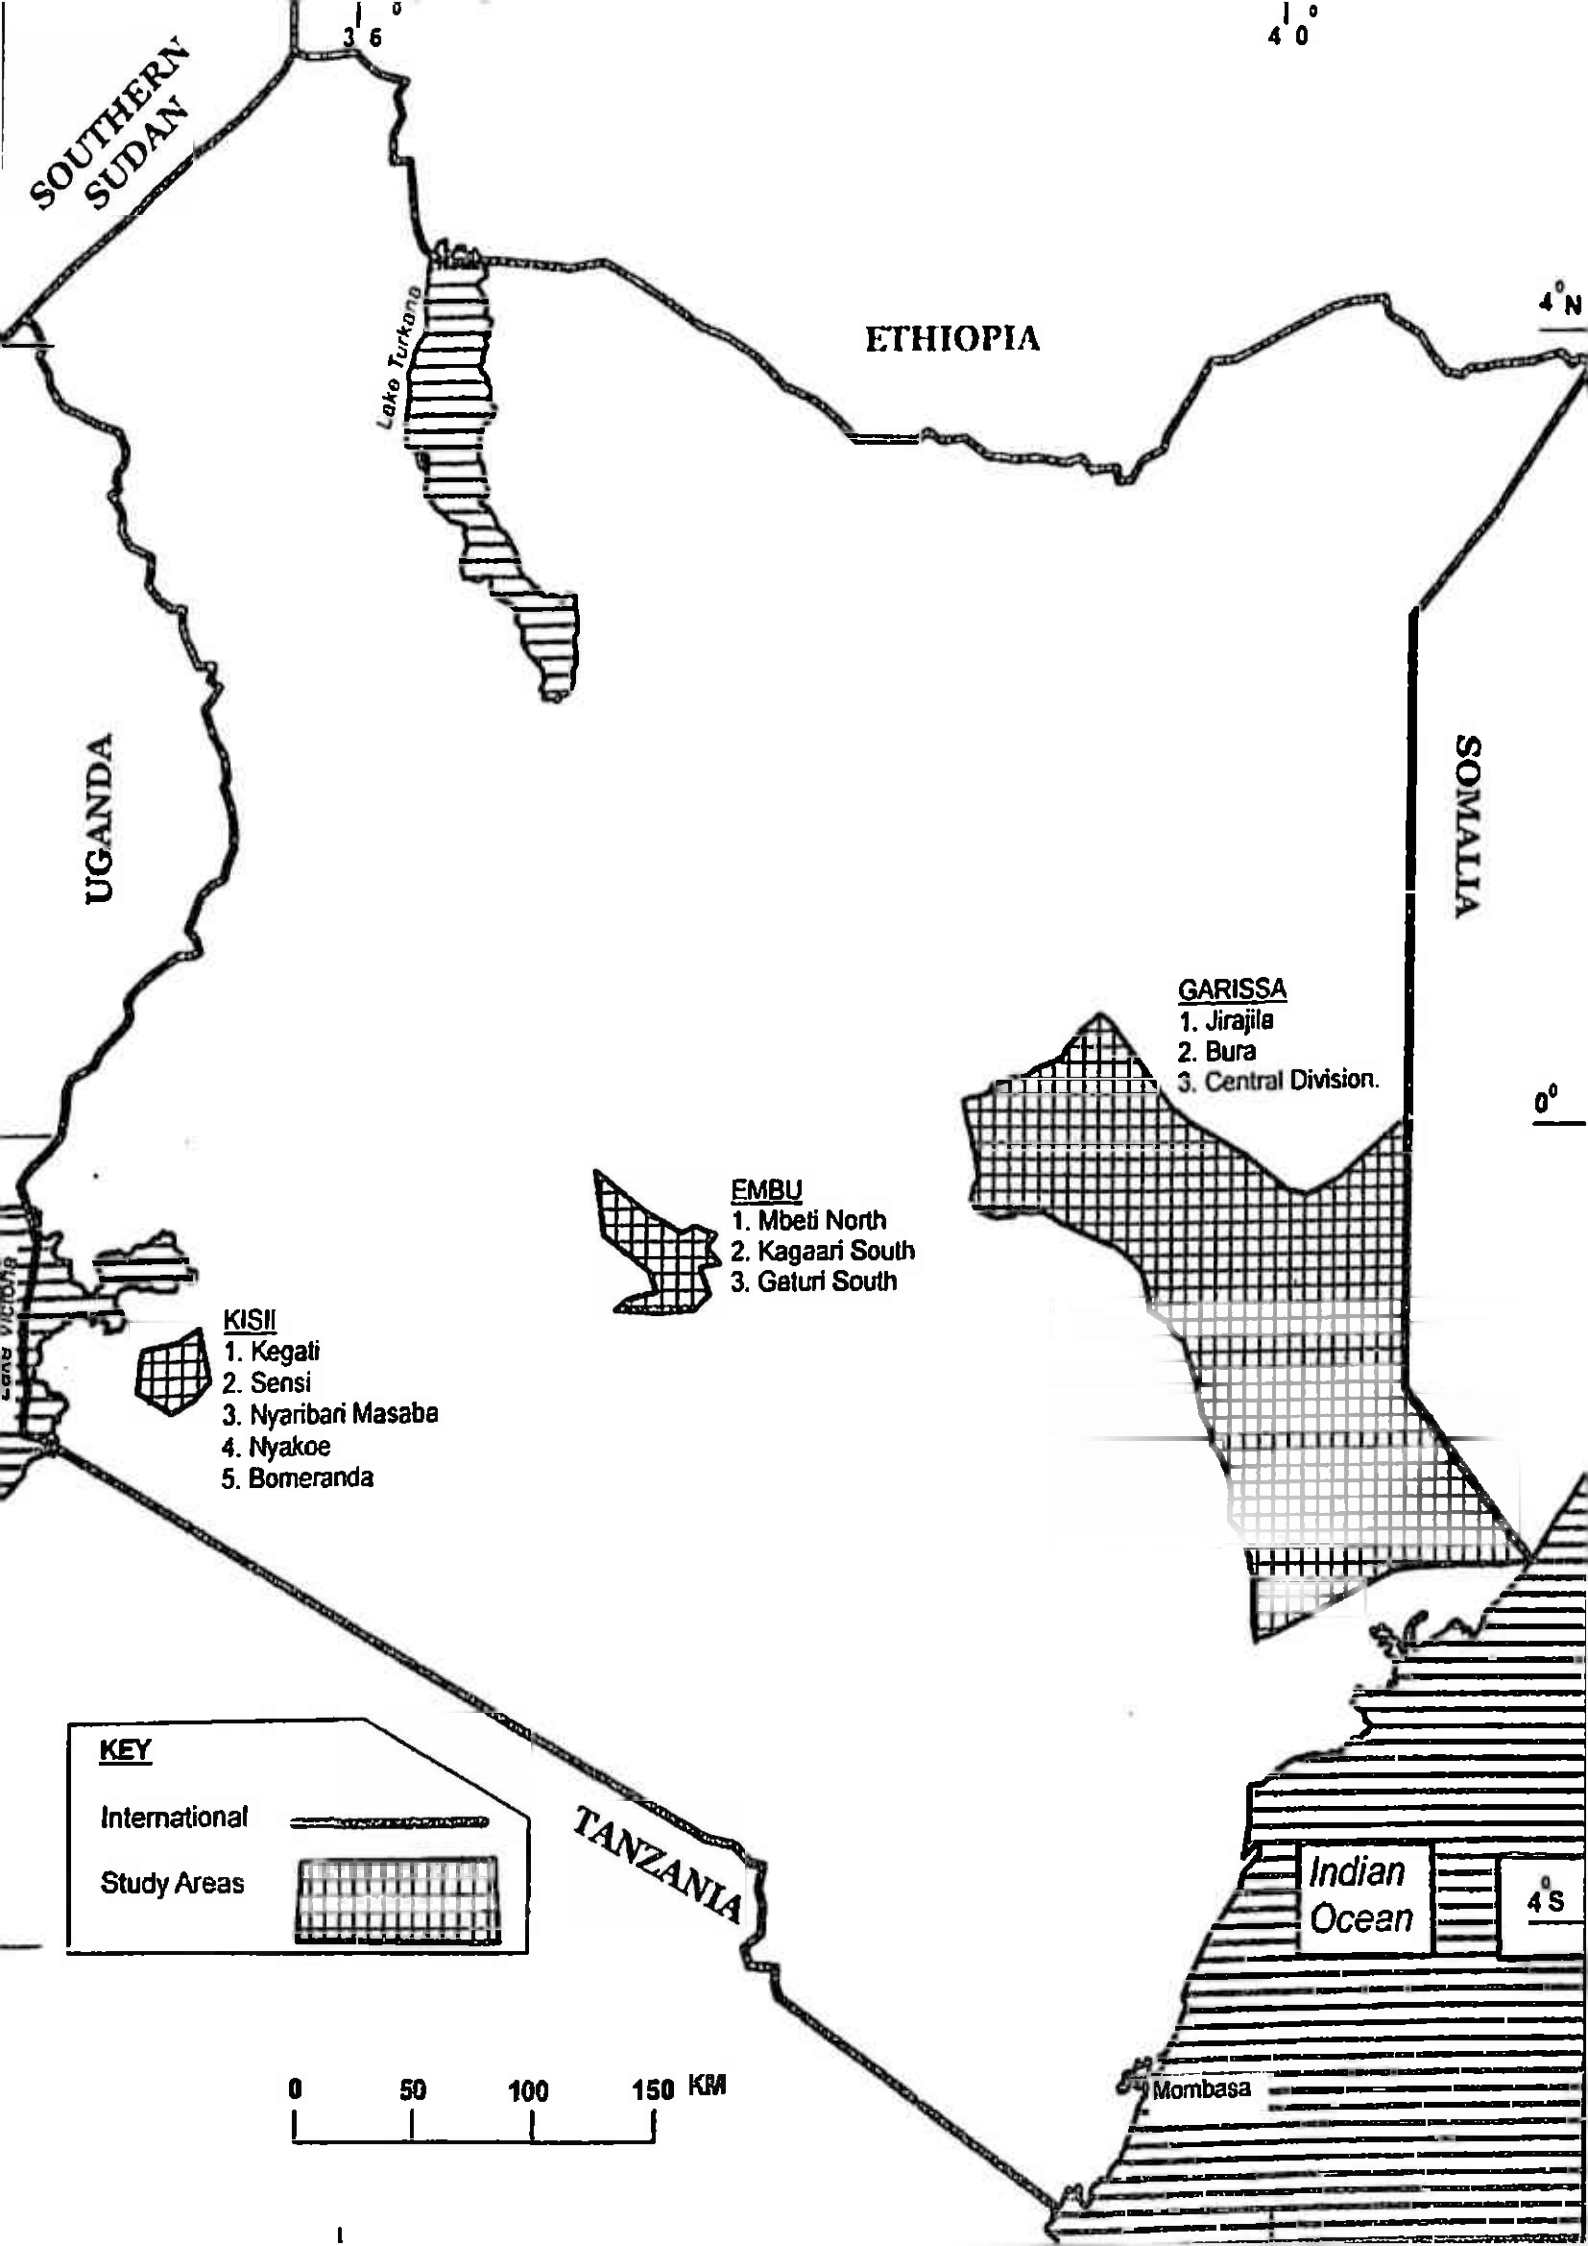 36°
40°
SOUTHERN
SUDAN
4°N
ETHIOPIA
Lake Turkana
UGANDA
SOMALIA
GARISSA
1. Jirajila
2. Bura
3. Central Division.
0°
EMBU
1. Mbeti North
2. Kagaari South
3. Gaturi South
Lake Victoria
KISII
1. Kegati
2. Sensi
3. Nyaribari Masaba
4. Nyakoe
5. Bomeranda
KEY
International
Study Areas
TANZANIA
Indian
Ocean
4°S
0 50 100 150 KM
Mombasa